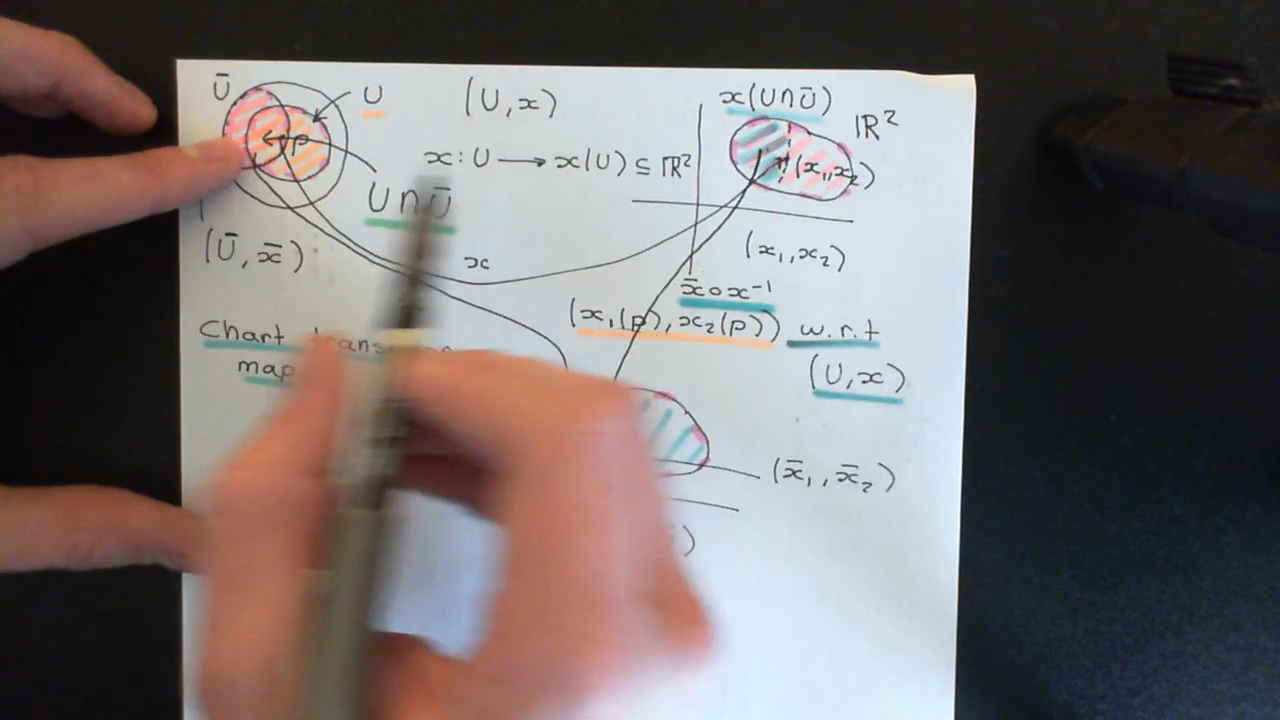 Ū
U
(U, x)
x(U∩Ū)
ℝ²
p
x : U ⟶ x(U) ⊆ ℝ²
(x₁, x₂)
U∩Ū
(Ū, x̄)
x
(x₁, x₂)
x̄∘x⁻¹
(x₁(p), x₂(p)) w.r.t
Chart
(U, x)
map
(x̄₁, x̄₂)
)